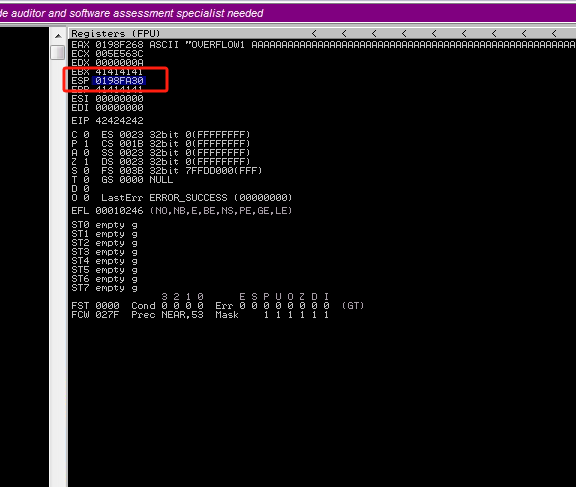 de auditor and software assessment specialist needed
Registers (FPU) < < < < < < < < < <
EAX 0198F268 ASCII "OVERFLOW1 AAAAAAAAAAAAAAAAAAAAAAAAAAAAAAAAAAAAAAAAAAAAAAAAAAAAAA
ECX 005E563C
EDX 0000000A
EBX 41414141
ESP 0198FA30
EBP 41414141
ESI 00000000
EDI 00000000
EIP 42424242
C 0 ES 0023 32bit 0(FFFFFFFF)
P 1 CS 001B 32bit 0(FFFFFFFF)
A 0 SS 0023 32bit 0(FFFFFFFF)
Z 1 DS 0023 32bit 0(FFFFFFFF)
S 0 FS 003B 32bit 7FFDD000(FFF)
T 0 GS 0000 NULL
D 0
O 0 LastErr ERROR_SUCCESS (00000000)
EFL 00010246 (NO,NB,E,BE,NS,PE,GE,LE)
ST0 empty g
ST1 empty g
ST2 empty g
ST3 empty g
ST4 empty g
ST5 empty g
ST6 empty g
ST7 empty g
3 2 1 0 E S P U O Z D I
FST 0000 Cond 0 0 0 0 Err 0 0 0 0 0 0 0 0 (GT)
FCW 027F Prec NEAR,53 Mask 1 1 1 1 1 1